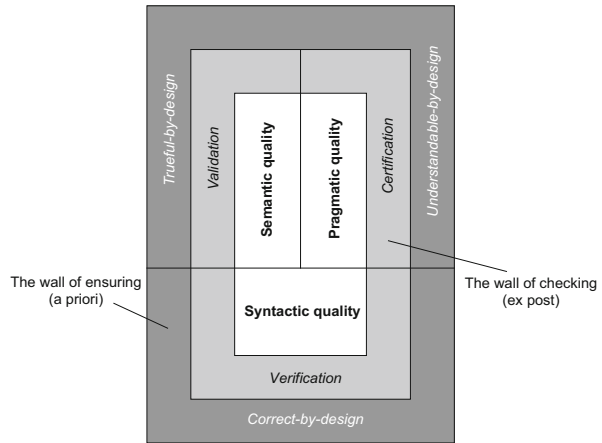 Trueful-by-design
Validation
Semantic quality
Pragmatic quality
Certification
Understandable-by-design
The wall of ensuring
(a priori)
The wall of checking
(ex post)
Syntactic quality
Verification
Correct-by-design